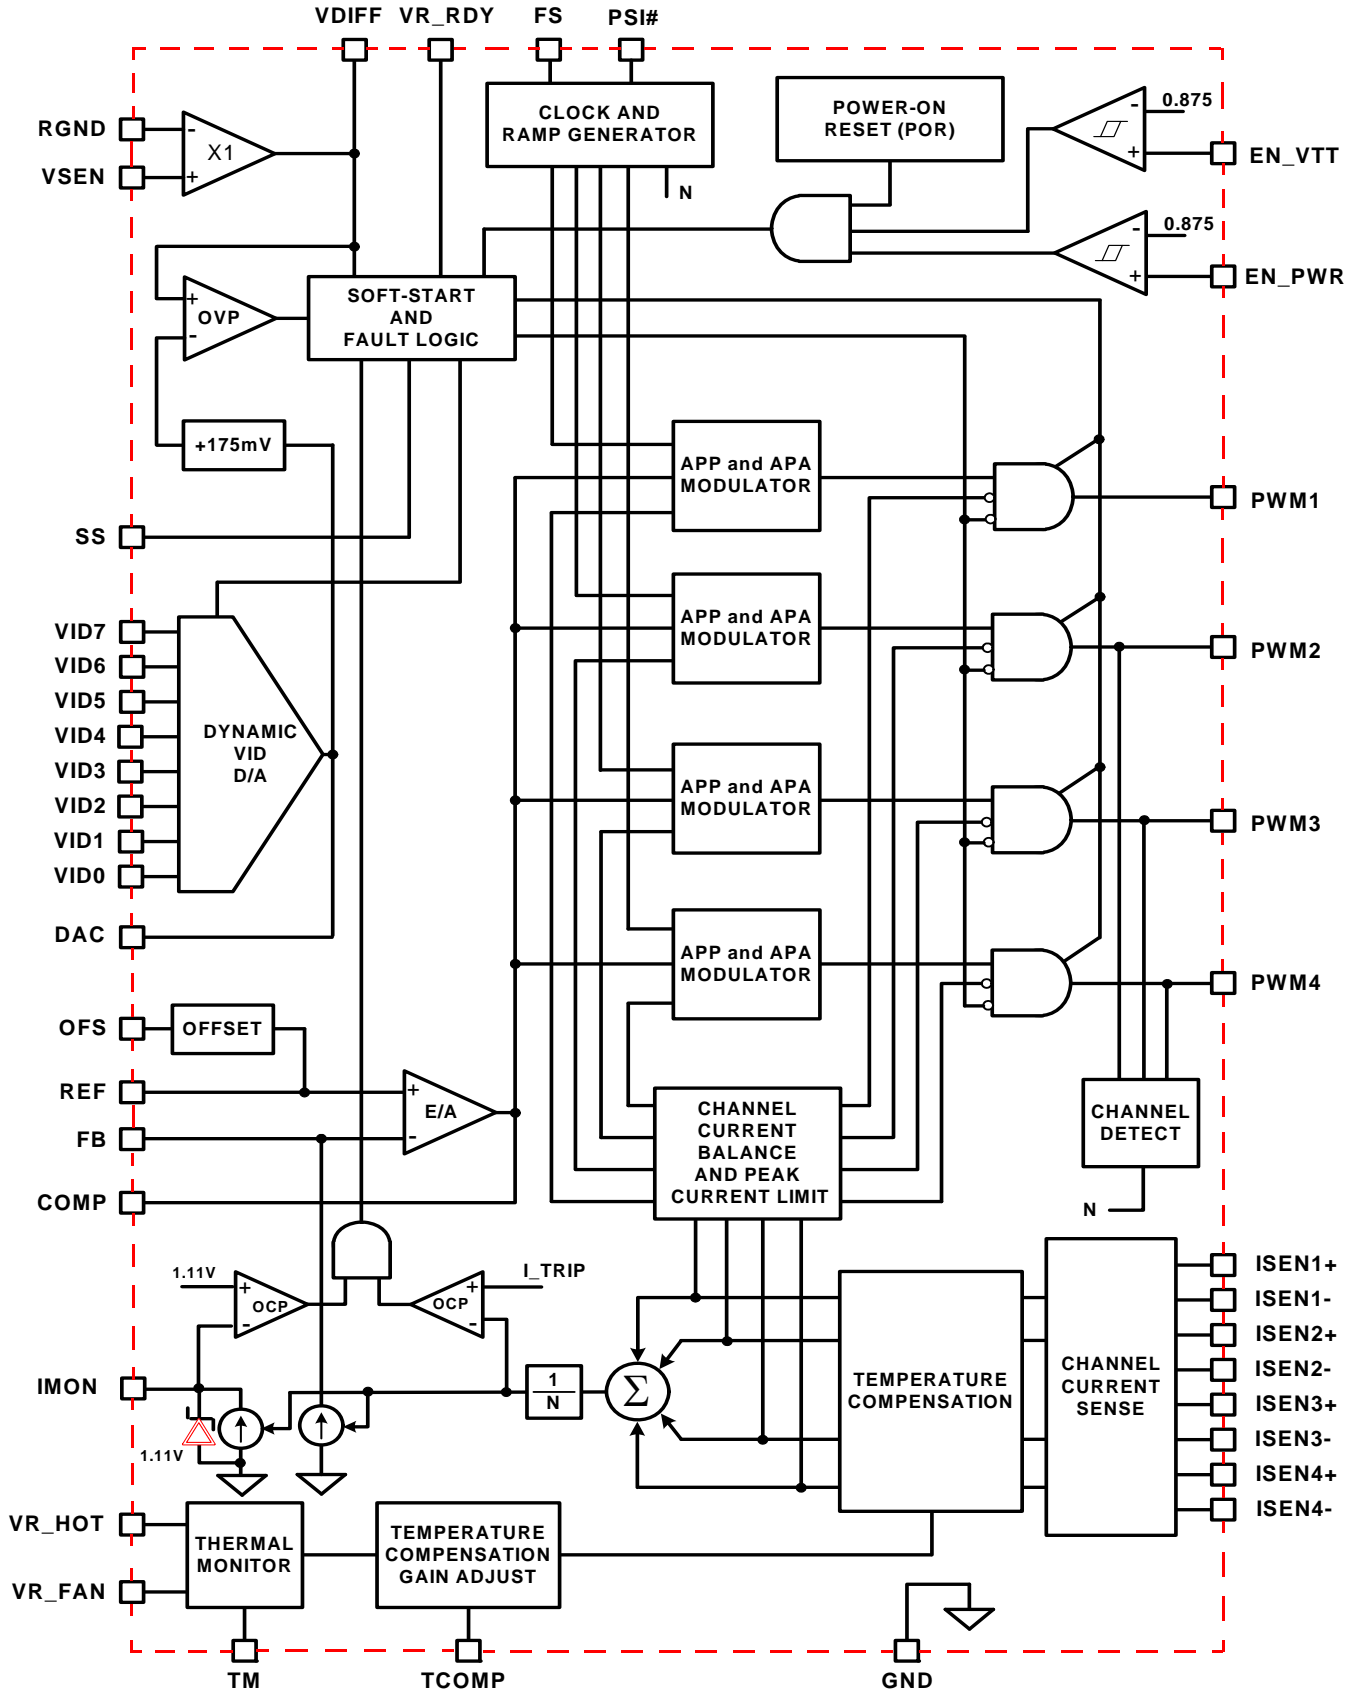 VDIFF VR_RDY FS PSI#
RGND
VSEN
-
X1
+
CLOCK AND
RAMP GENERATOR
N
POWER-ON
RESET (POR)
-
0.875
+
EN_VTT
-
0.875
+
EN_PWR
+
OVP
-
SOFT-START
AND
FAULT LOGIC
+175mV
SS
VID7
VID6
VID5
VID4
VID3
VID2
VID1
VID0
DYNAMIC
VID
D/A
DAC
APP and APA
MODULATOR
PWM1
APP and APA
MODULATOR
PWM2
APP and APA
MODULATOR
PWM3
APP and APA
MODULATOR
PWM4
OFS
OFFSET
REF
FB
+
E/A
-
COMP
CHANNEL
CURRENT
BALANCE
AND PEAK
CURRENT LIMIT
CHANNEL
DETECT
N
1.11V
+
OCP
-
I_TRIP
+
OCP
-
IMON
1.11V
1
N
Σ
TEMPERATURE
COMPENSATION
CHANNEL
CURRENT
SENSE
ISEN1+
ISEN1-
ISEN2+
ISEN2-
ISEN3+
ISEN3-
ISEN4+
ISEN4-
VR_HOT
VR_FAN
THERMAL
MONITOR
TEMPERATURE
COMPENSATION
GAIN ADJUST
TM TCOMP GND